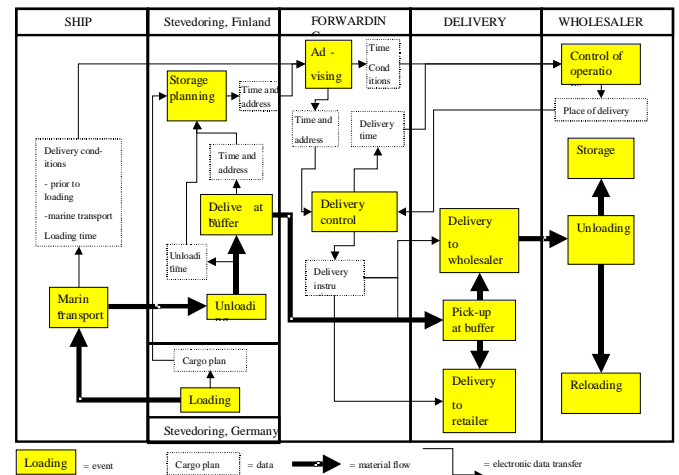 SHIP
Stevedoring, Finland
FORWARDIN
DELIVERY
WHOLESALER
Delivery cond-
itions
- prior to
loading
-marine transport
Loading time
Marin
transport
Storage
planning
Time and
address
Time and
address
Delive at
buffer
Unloadi
time
Unloadi
Cargo plan
Loading
Stevedoring, Germany
Ad -
vising
Time
Cond
itions
Time and
address
Delivery
time
Delivery
control
Delivery
instru
Delivery
to
wholesaler
Pick-up
at buffer
Delivery
to
retailer
Control of
operatio
Place of delivery
Storage
Unloading
Reloading
Loading = event
Cargo plan = data
= material flow
= electronic data transfer